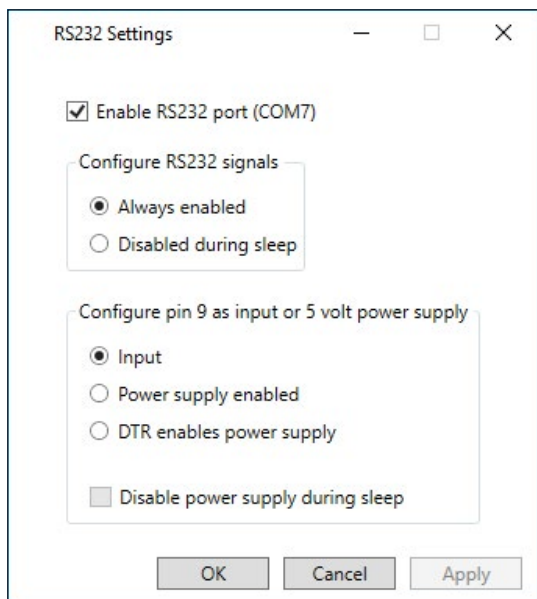 RS232 Settings
Enable RS232 port (COM7)
Configure RS232 signals
Always enabled
Disabled during sleep
Configure pin 9 as input or 5 volt power supply
Input
Power supply enabled
DTR enables power supply
Disable power supply during sleep
OK Cancel Apply